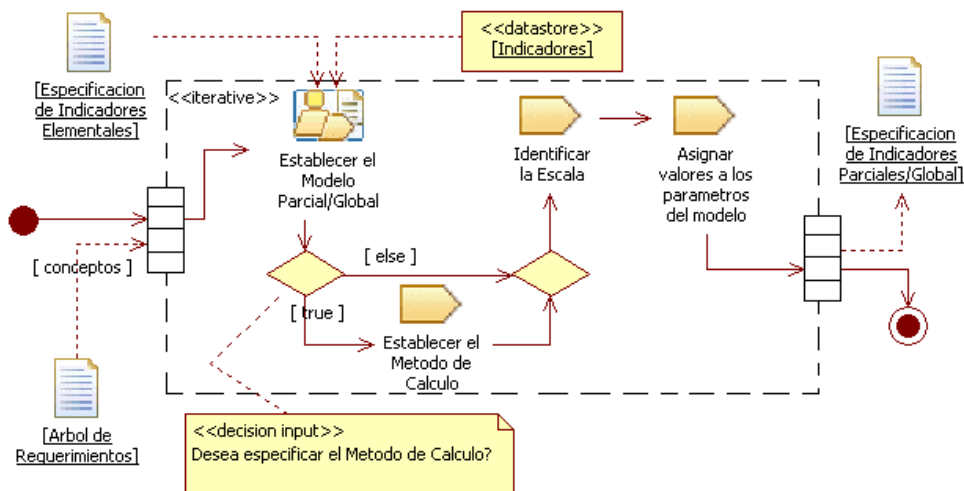 <<datastore>>
[Indicadores]
[Especificacion
de Indicadores
Elementales]
<<iterative>>
Establecer el
Modelo
Parcial/Global
Identificar
la Escala
Asignar
valores a los
parametros
del modelo
[Especificacion
de Indicadores
Parciales/Global]
[ conceptos ]
[ else ]
[ true ]
Establecer el
Metodo de
Calculo
[Arbol de
Requerimientos]
<<decision input>>
Desea especificar el Metodo de Calculo?